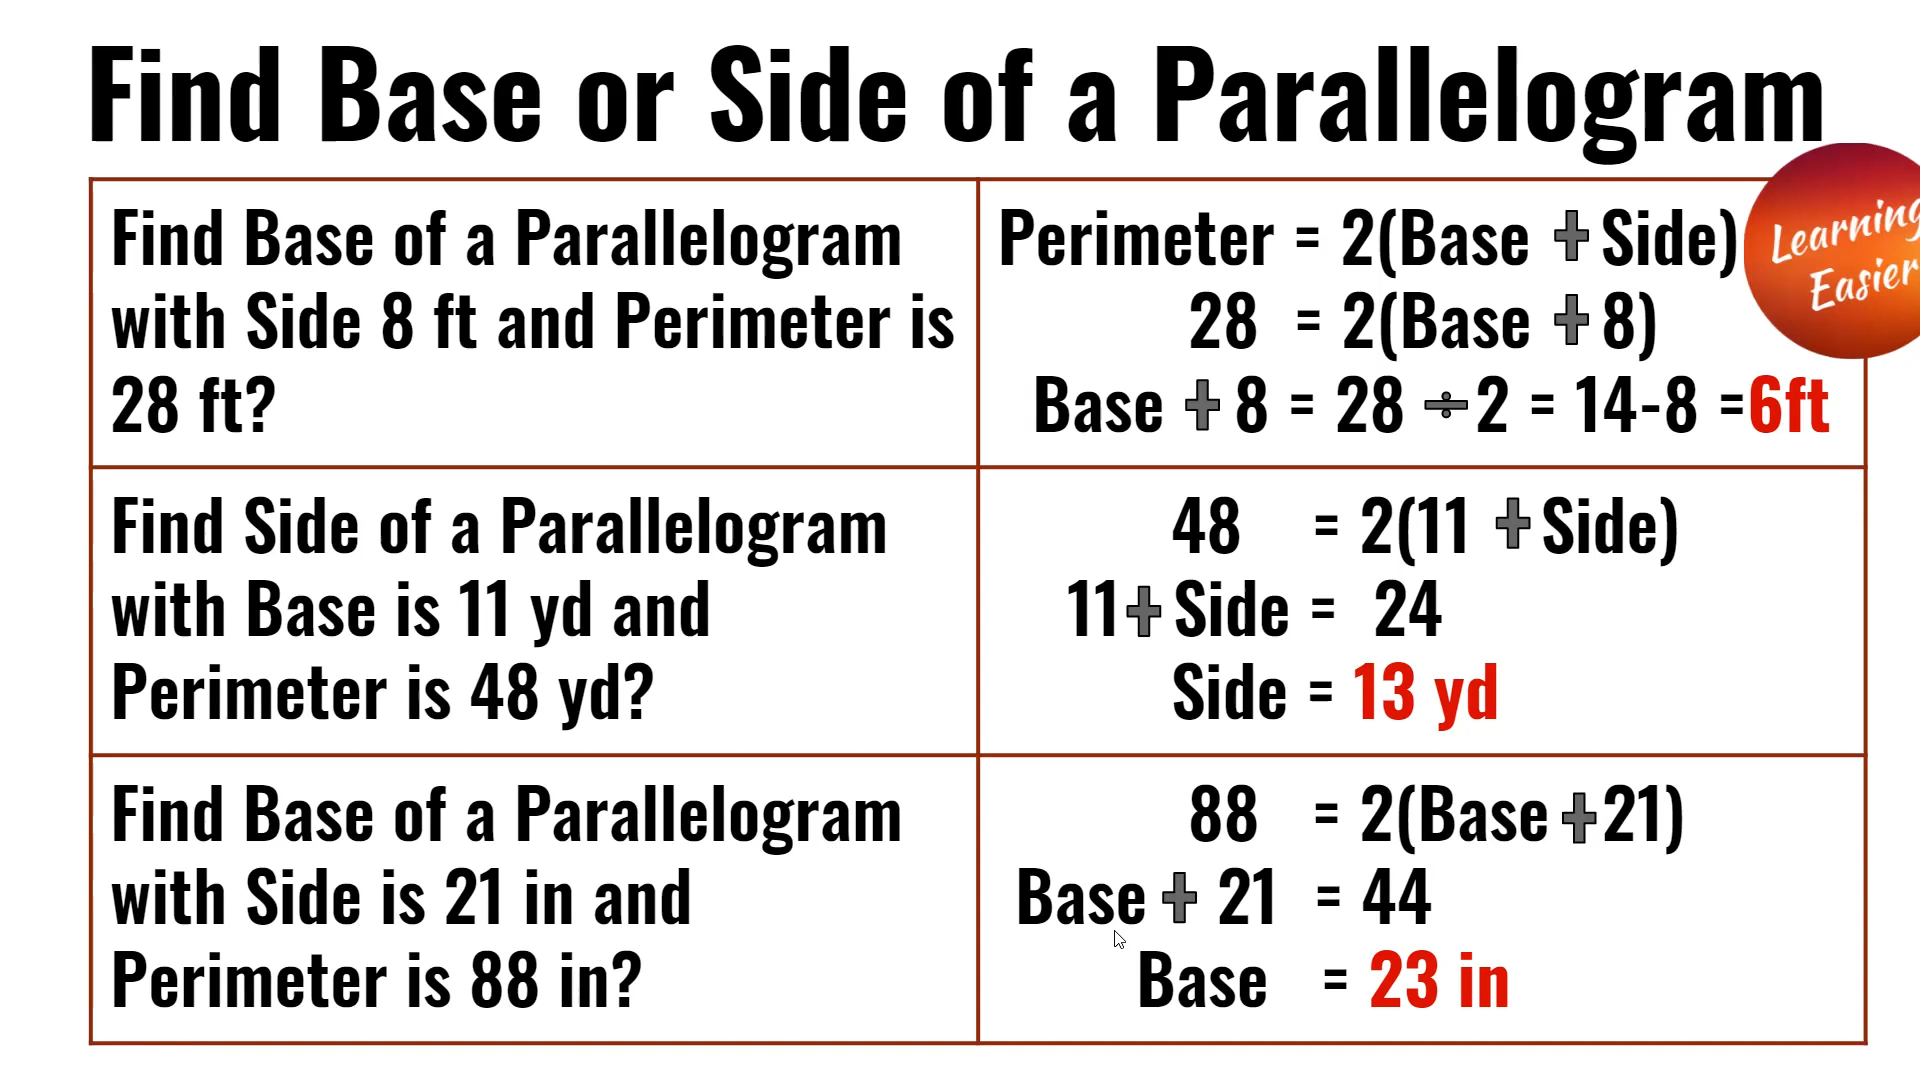 Find Base or Side of a Parallelogram
Find Base of a Parallelogram
with Side 8 ft and Perimeter is
28 ft?
Perimeter = 2(Base + Side)
28 = 2(Base + 8)
Base + 8 = 28 ÷ 2 = 14-8 =6ft
Learning
Easier
Find Side of a Parallelogram
with Base is 11 yd and
Perimeter is 48 yd?
48 = 2(11 + Side)
11 + Side = 24
Side = 13 yd
Find Base of a Parallelogram
with Side is 21 in and
Perimeter is 88 in?
88 = 2(Base + 21)
Base + 21 = 44
Base = 23 in